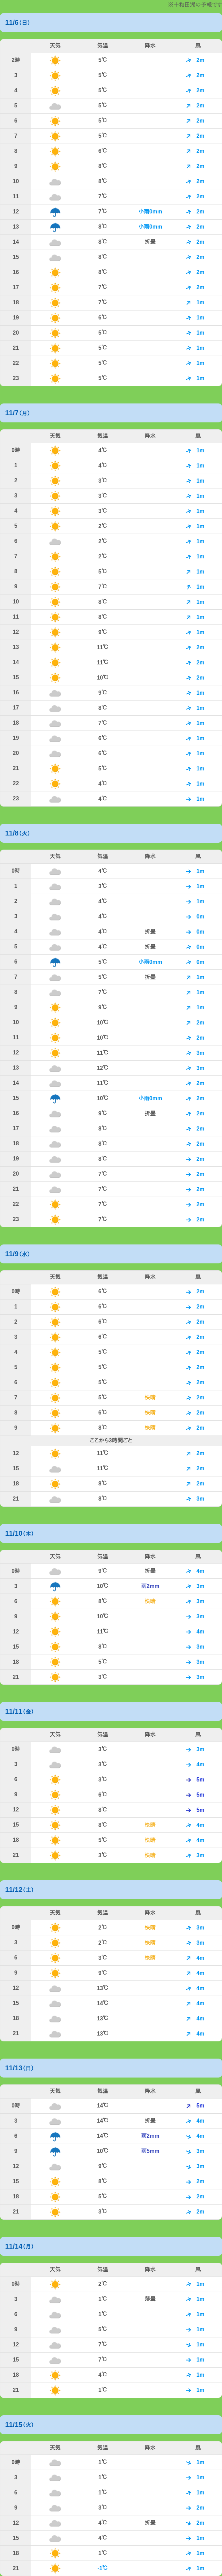 ※十和田湖の予報です
11/6(日)
天気 気温 降水 風
2時 5℃ 2m
3 5℃ 2m
4 5℃ 2m
5 5℃ 2m
6 5℃ 2m
7 5℃ 2m
8 6℃ 2m
9 8℃ 2m
10 8℃ 2m
11 7℃ 2m
12 7℃ 小雨0mm 2m
13 8℃ 小雨0mm 2m
14 8℃ 折曇 2m
15 8℃ 2m
16 8℃ 2m
17 7℃ 2m
18 7℃ 1m
19 6℃ 1m
20 5℃ 1m
21 5℃ 1m
22 5℃ 1m
23 5℃ 1m
11/7(月)
天気 気温 降水 風
0時 4℃ 1m
1 4℃ 1m
2 3℃ 1m
3 3℃ 1m
4 3℃ 1m
5 2℃ 1m
6 2℃ 1m
7 2℃ 1m
8 5℃ 1m
9 7℃ 1m
10 8℃ 1m
11 8℃ 1m
12 9℃ 1m
13 11℃ 2m
14 11℃ 2m
15 10℃ 2m
16 9℃ 1m
17 8℃ 1m
18 7℃ 1m
19 6℃ 1m
20 6℃ 1m
21 5℃ 1m
22 4℃ 1m
23 4℃ 1m
11/8(火)
天気 気温 降水 風
0時 4℃ 1m
1 3℃ 1m
2 4℃ 1m
3 4℃ 0m
4 4℃ 折曇 0m
5 4℃ 折曇 0m
6 5℃ 小雨0mm 0m
7 5℃ 折曇 1m
8 7℃ 1m
9 9℃ 1m
10 10℃ 2m
11 10℃ 2m
12 11℃ 3m
13 12℃ 3m
14 11℃ 2m
15 10℃ 小雨0mm 2m
16 9℃ 折曇 2m
17 8℃ 2m
18 8℃ 2m
19 8℃ 2m
20 7℃ 2m
21 7℃ 2m
22 7℃ 2m
23 7℃ 2m
11/9(水)
天気 気温 降水 風
0時 6℃ 2m
1 6℃ 2m
2 6℃ 2m
3 6℃ 2m
4 5℃ 2m
5 5℃ 2m
6 5℃ 2m
7 5℃ 快晴 2m
8 6℃ 快晴 2m
9 8℃ 快晴 2m
ここから3時間ごと
12 11℃ 2m
15 11℃ 2m
18 8℃ 2m
21 8℃ 3m
11/10(木)
天気 気温 降水 風
0時 9℃ 折曇 4m
3 10℃ 雨2mm 3m
6 8℃ 快晴 3m
9 10℃ 3m
12 11℃ 4m
15 8℃ 3m
18 5℃ 3m
21 3℃ 3m
11/11(金)
天気 気温 降水 風
0時 3℃ 3m
3 3℃ 4m
6 3℃ 5m
9 6℃ 5m
12 8℃ 5m
15 8℃ 快晴 4m
18 5℃ 快晴 4m
21 3℃ 快晴 3m
11/12(土)
天気 気温 降水 風
0時 2℃ 快晴 3m
3 2℃ 快晴 3m
6 3℃ 快晴 4m
9 9℃ 4m
12 13℃ 4m
15 14℃ 4m
18 13℃ 4m
21 13℃ 4m
11/13(日)
天気 気温 降水 風
0時 14℃ 5m
3 14℃ 折曇 4m
6 14℃ 雨2mm 4m
9 10℃ 雨5mm 3m
12 9℃ 3m
15 8℃ 2m
18 5℃ 2m
21 3℃ 2m
11/14(月)
天気 気温 降水 風
0時 2℃ 1m
3 1℃ 薄曇 1m
6 1℃ 1m
9 5℃ 1m
12 7℃ 1m
15 7℃ 1m
18 4℃ 1m
21 1℃ 1m
11/15(火)
天気 気温 降水 風
0時 1℃ 1m
3 1℃ 1m
6 1℃ 1m
9 3℃ 2m
12 4℃ 折曇 2m
15 4℃ 1m
18 1℃ 1m
21 -1℃ 1m